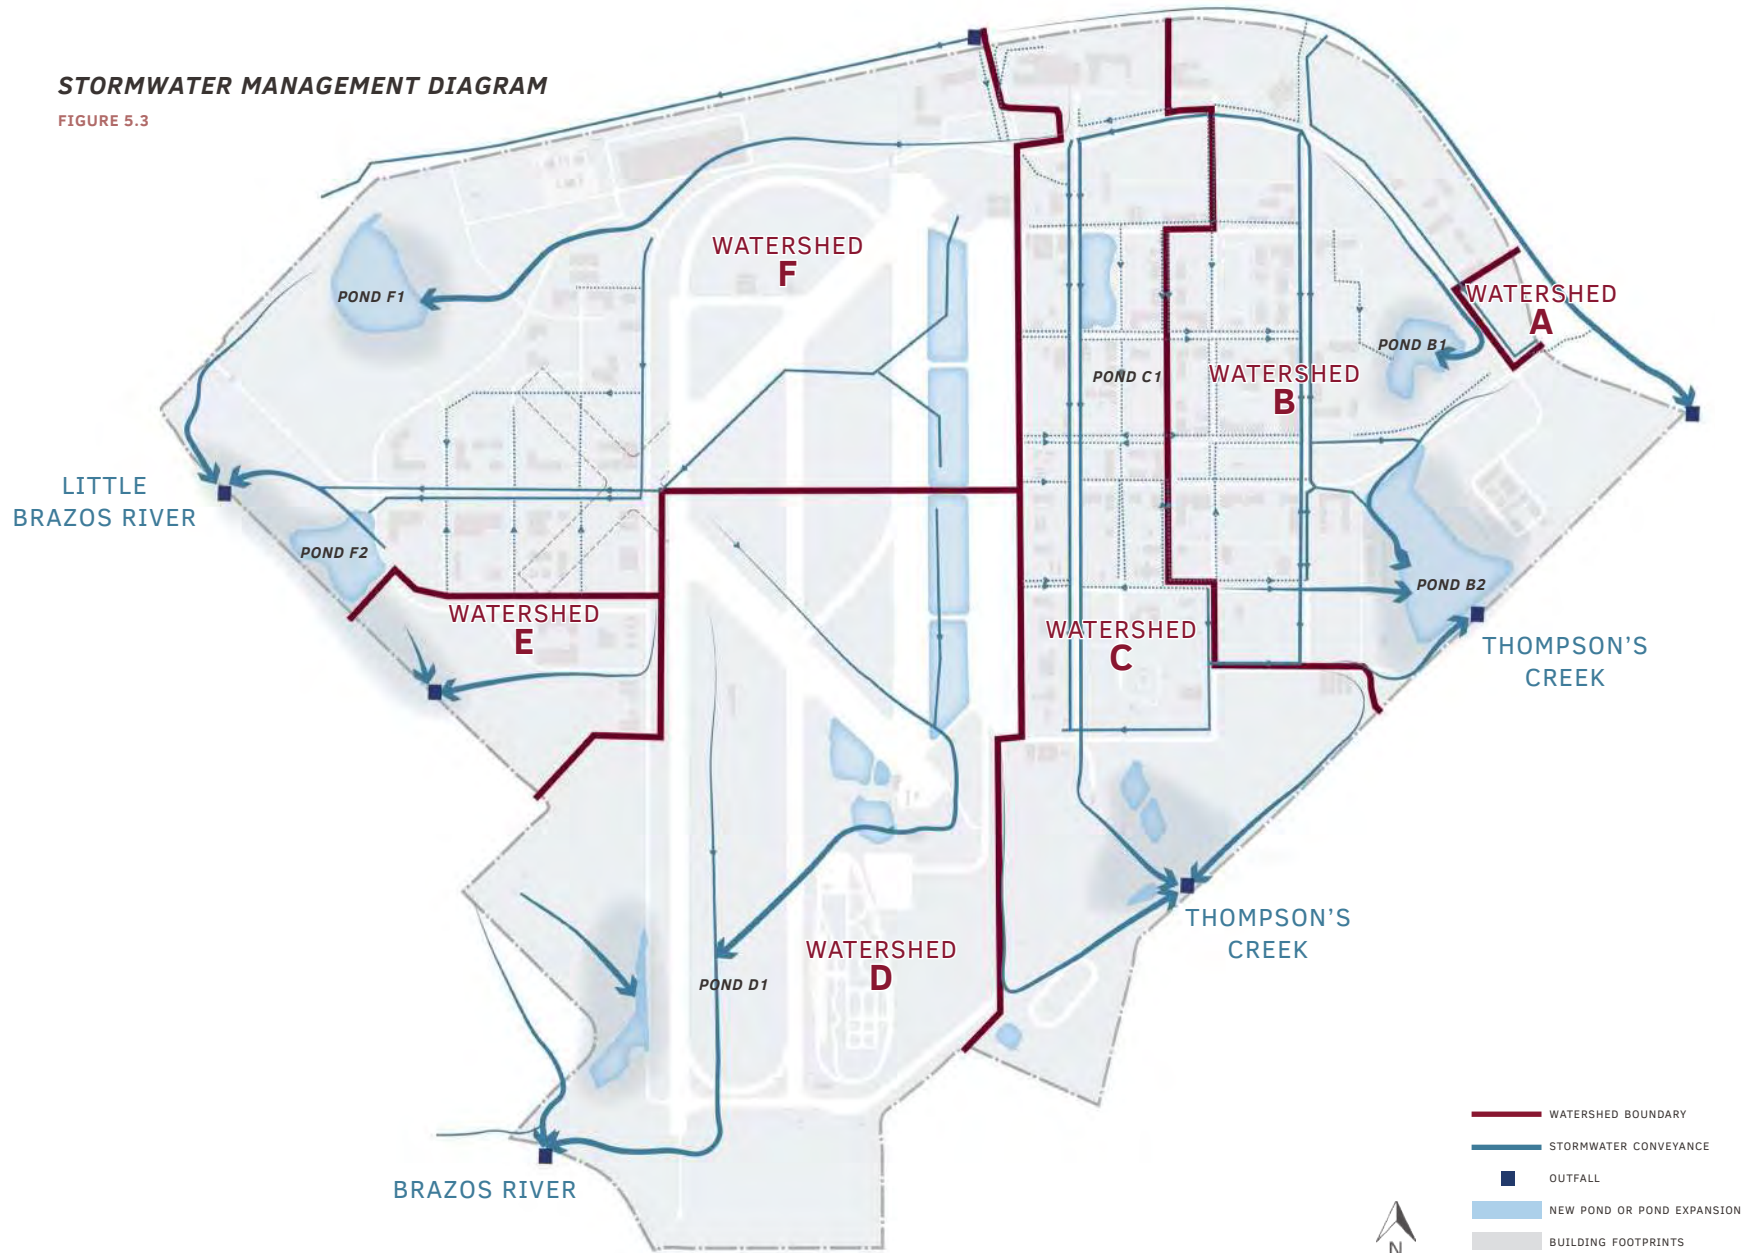 STORMWATER MANAGEMENT DIAGRAM
FIGURE 5.3
WATERSHED
F
POND F1
WATERSHED
A
POND B1
POND C1
WATERSHED
B
LITTLE
BRAZOS RIVER
POND F2
POND B2
WATERSHED
E
WATERSHED
C
THOMPSON'S
CREEK
THOMPSON'S
CREEK
WATERSHED
D
POND D1
BRAZOS RIVER
WATERSHED BOUNDARY
STORMWATER CONVEYANCE
OUTFALL
NEW POND OR POND EXPANSION
BUILDING FOOTPRINTS
N